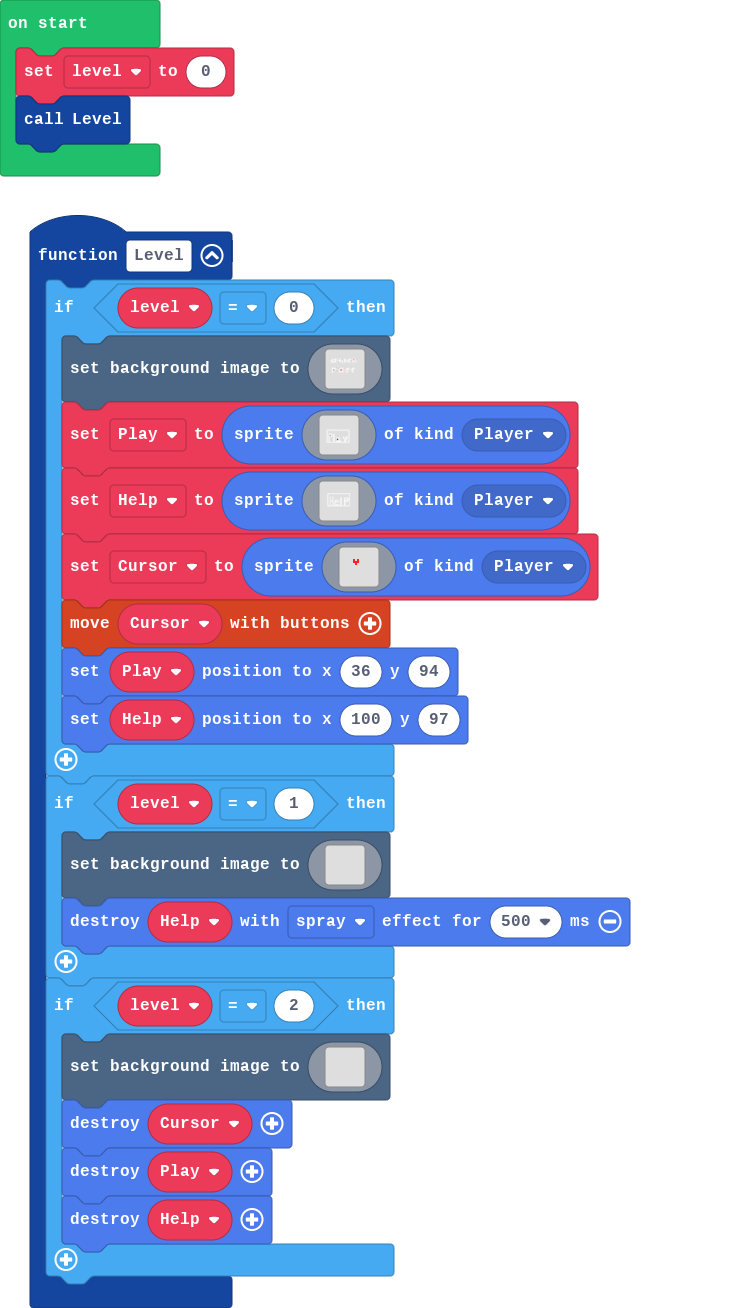 on start
set level to 0
call Level
function Level
if level = 0 then
set background image to
set Play to sprite of kind Player
set Help to sprite of kind Player
set Cursor to sprite of kind Player
move Cursor with buttons
set Play position to x 36 y 94
set Help position to x 100 y 97
if level = 1 then
set background image to
destroy Help with spray effect for 500 ms
if level = 2 then
set background image to
destroy Cursor
destroy Play
destroy Help